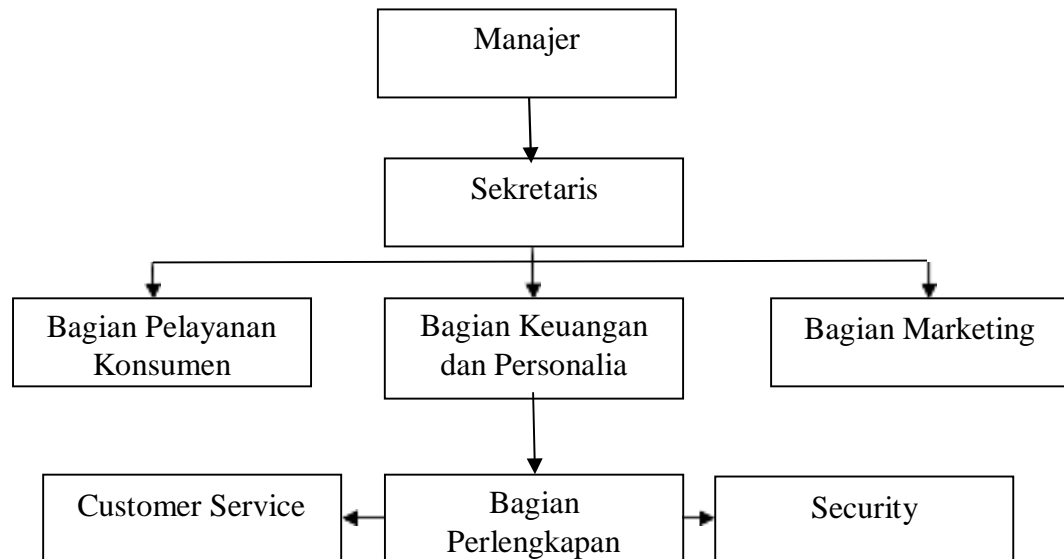 Manajer
Sekretaris
Bagian Pelayanan
Konsumen
Bagian Keuangan
dan Personalia
Bagian Marketing
Customer Service
Bagian
Perlengkapan
Security